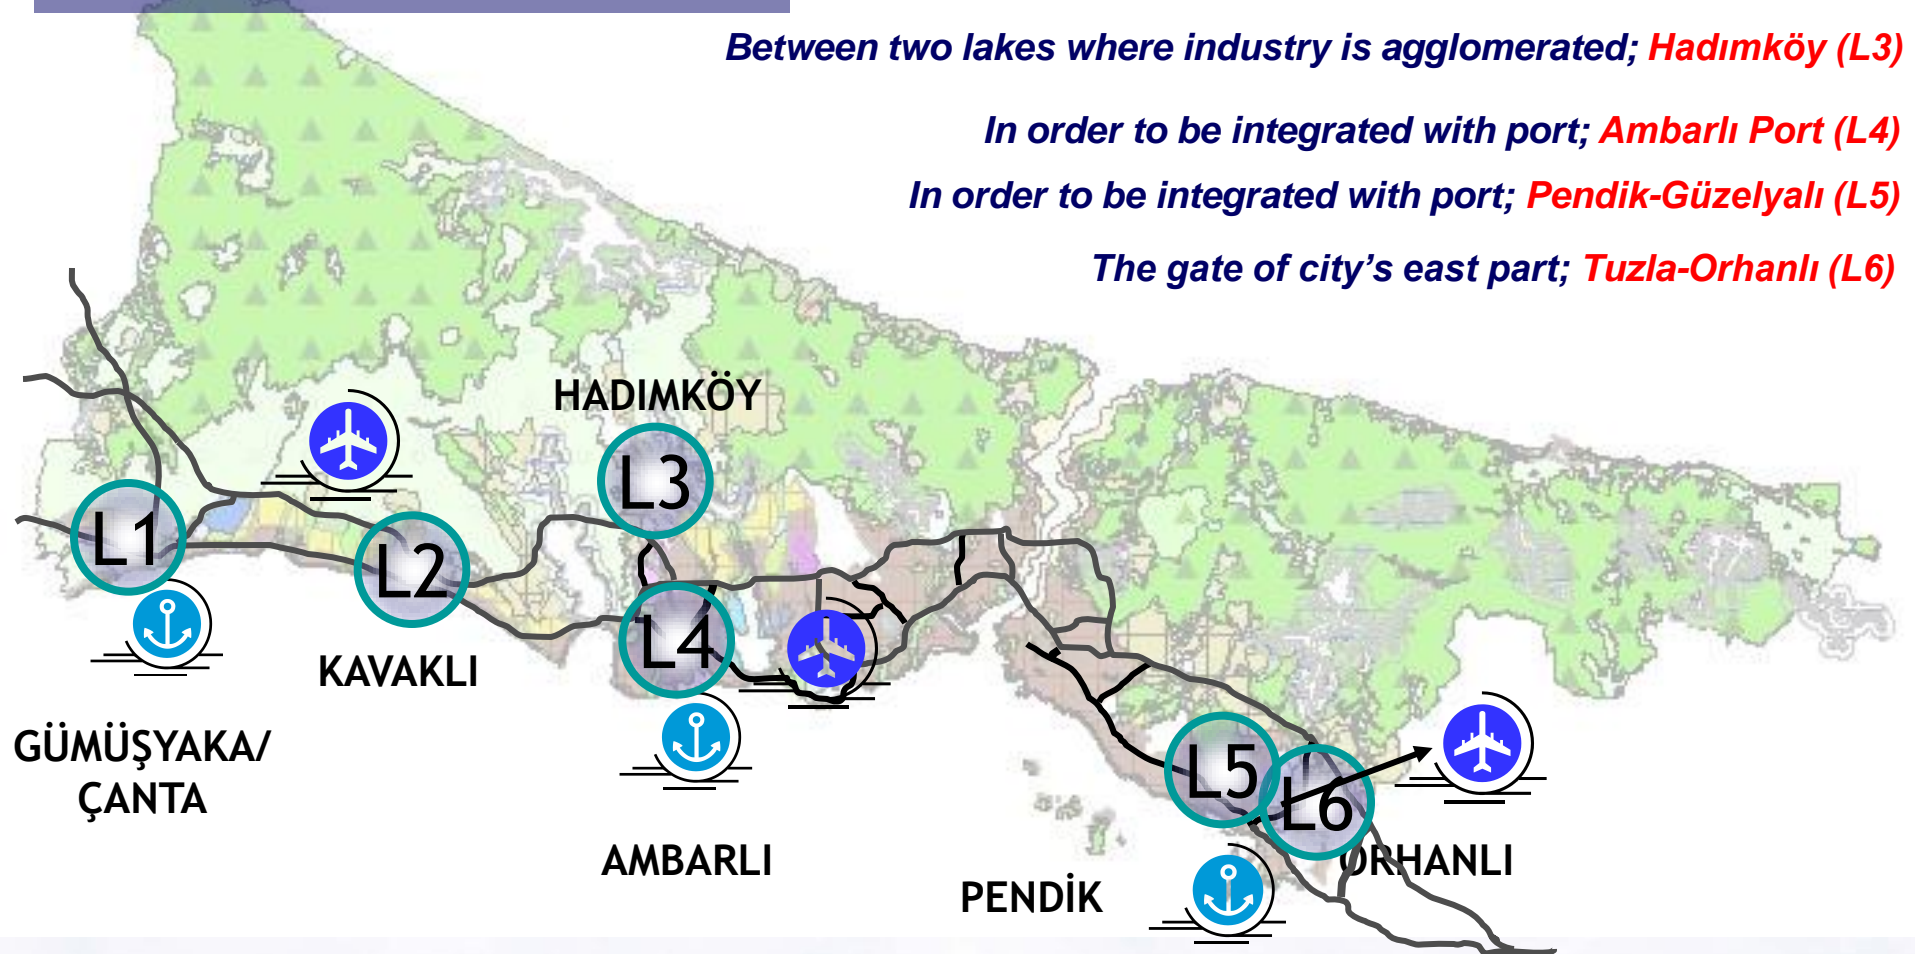 Between two lakes where industry is agglomerated; Hadımköy (L3)
In order to be integrated with port; Ambarlı Port (L4)
In order to be integrated with port; Pendik-Güzelyalı (L5)
The gate of city’s east part; Tuzla-Orhanlı (L6)
HADIMKÖY
L3
L1
L2
L4
KAVAKLI
GÜMÜŞYAKA/
ÇANTA
L5
L6
AMBARLI
ORHANLI
PENDİK